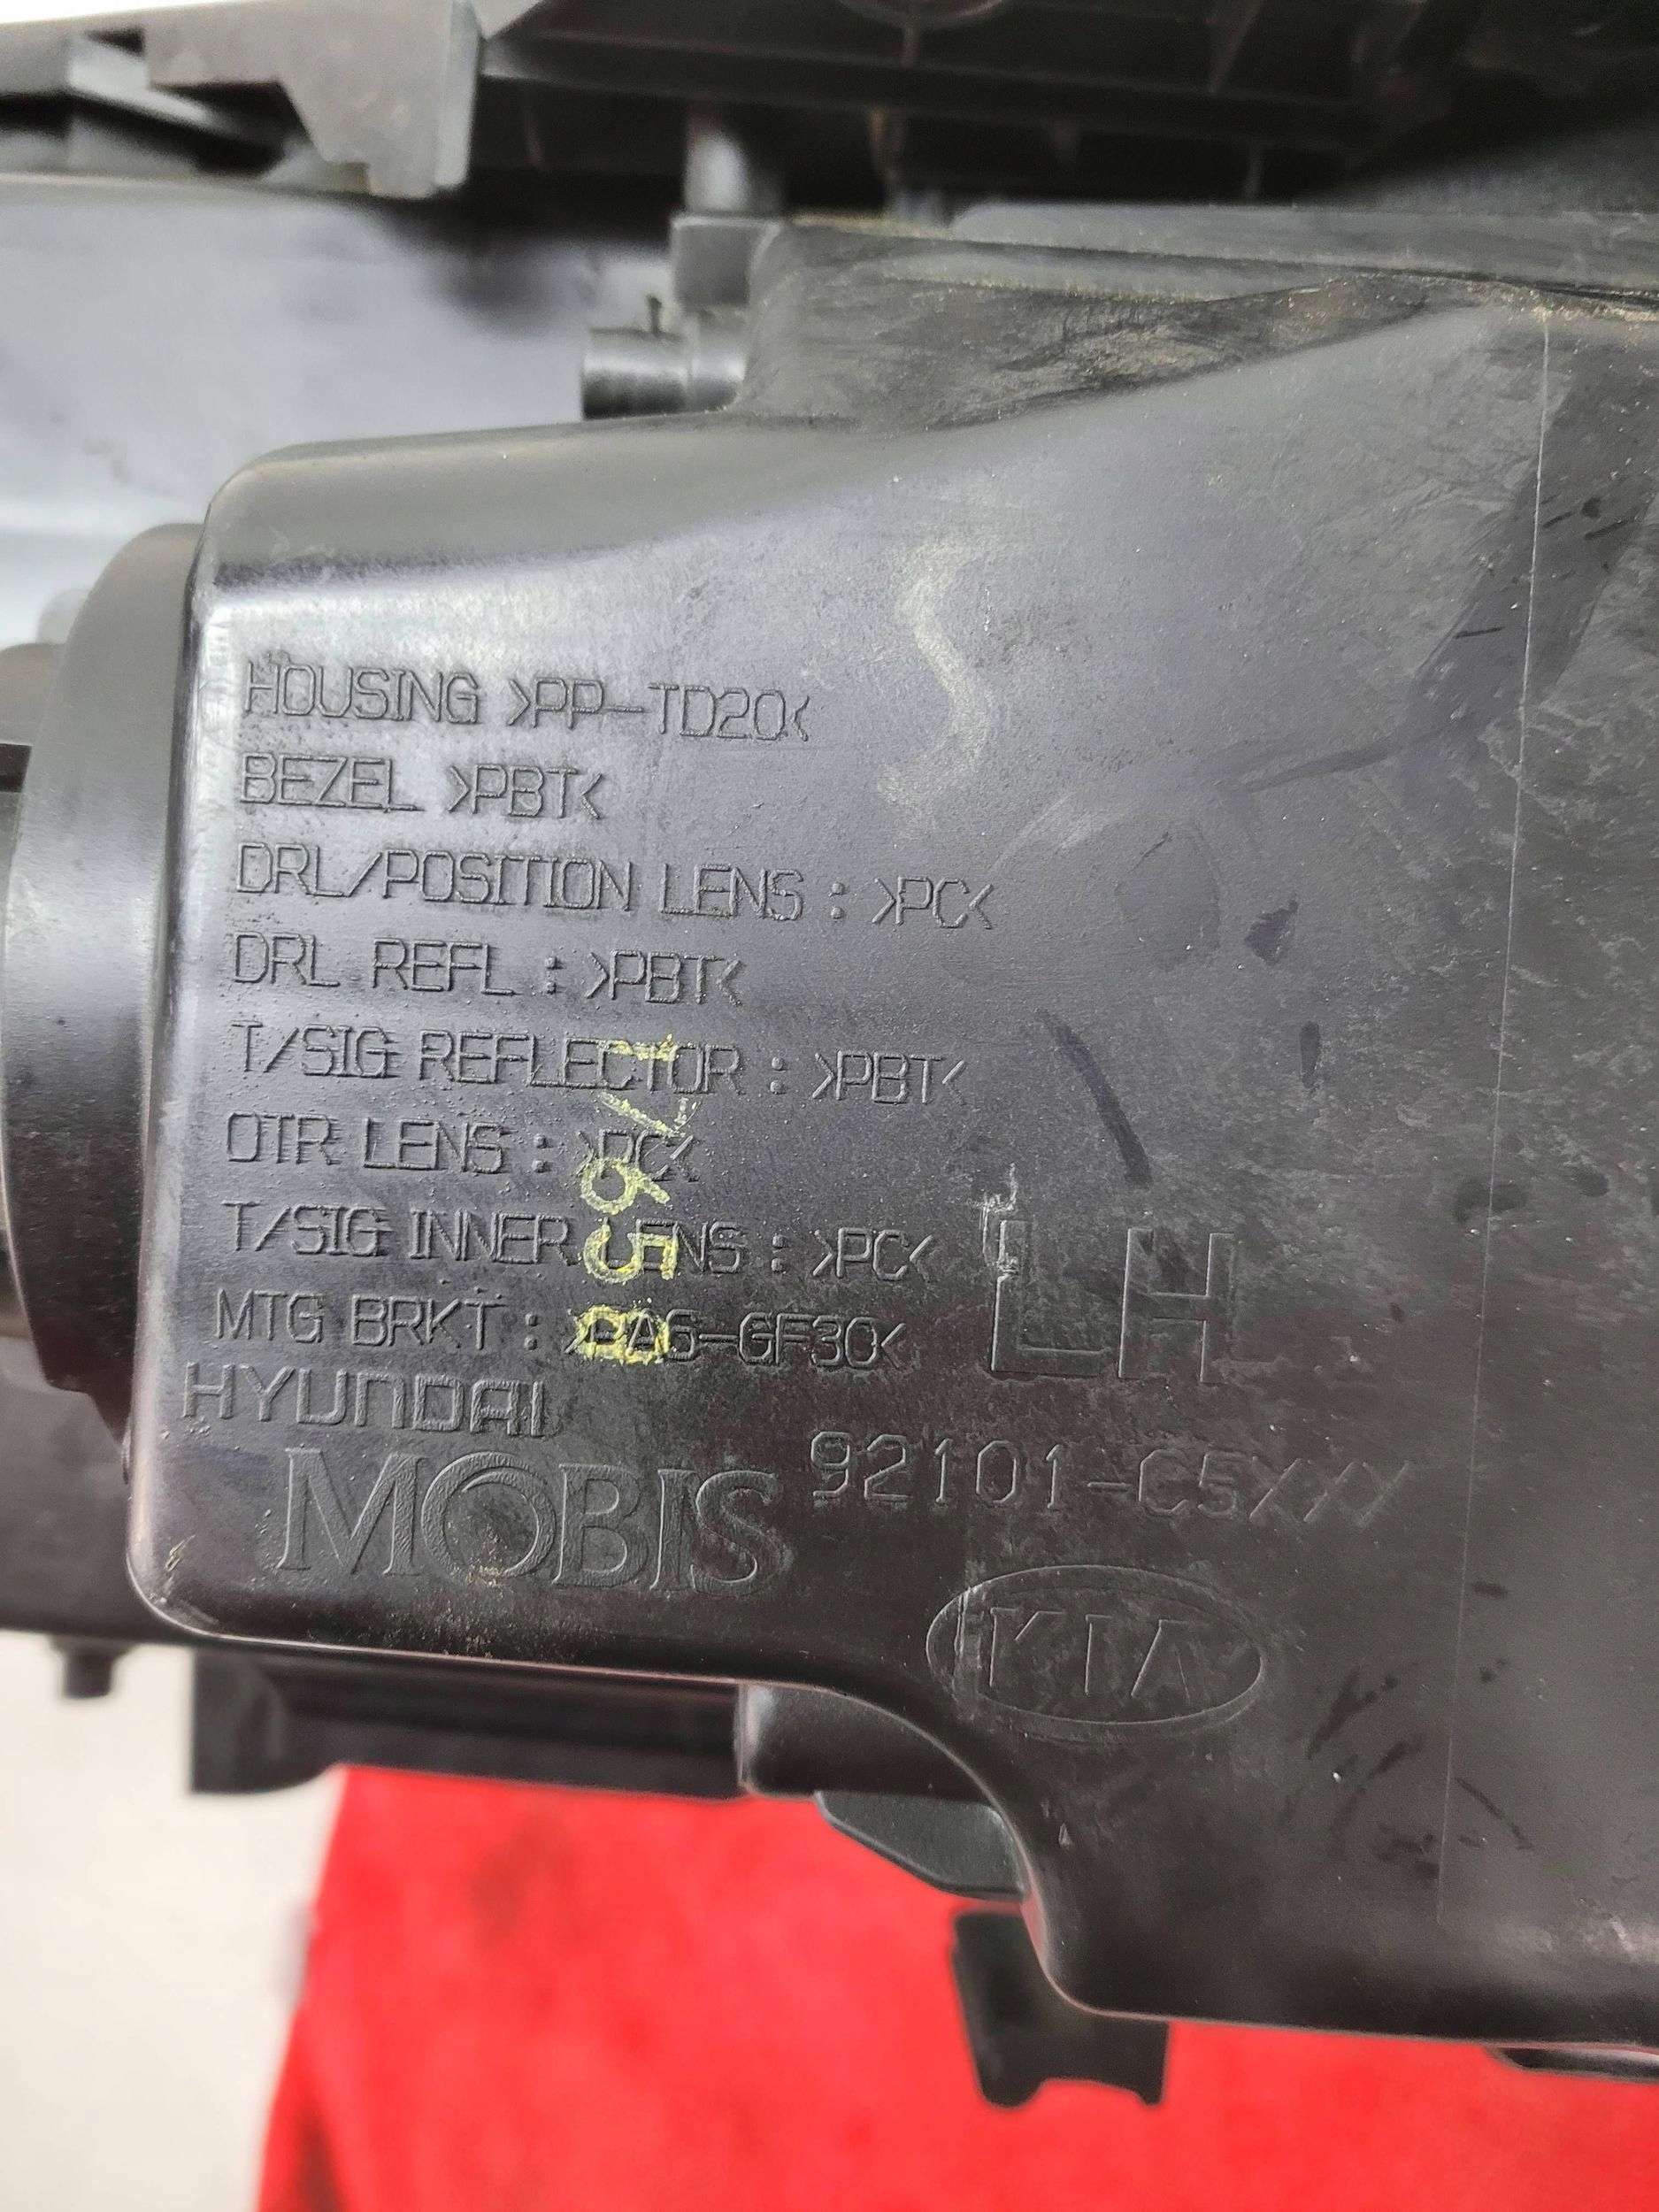 HOUSING >PP-TD20<
BEZEL >PBT<
DRL/POSITION LENS : >PC<
DRL REFL : >PBT<
T/SIG REFLECTOR : >PBT<
OTR LENS : >PC<
T/SIG INNER LENS : >PC<
MTG BRKT : >PA6-GF30<
LH
HYUNDAI
MOBIS
92101-C5XXX
KIA